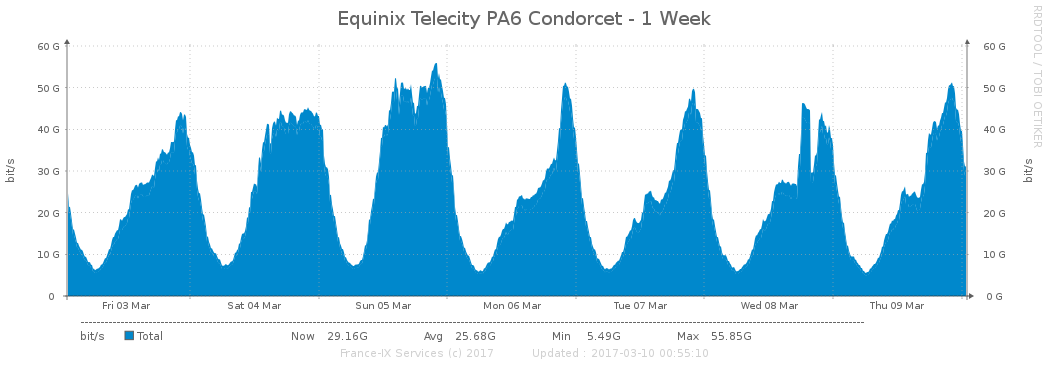 Equinix Telecity PA6 Condorcet - 1 Week
RRDTOOL / TOBI OETIKER
60 G 60 G
50 G 50 G
40 G 40 G
30 G 30 G
20 G 20 G
10 G 10 G
0 0 G
bit/s bit/s
Fri 03 Mar Sat 04 Mar Sun 05 Mar Mon 06 Mar Tue 07 Mar Wed 08 Mar Thu 09 Mar
bit/s Total Now 29.16G Avg 25.68G Min 5.49G Max 55.85G
France-IX Services (c) 2017 Updated : 2017-03-10 00:55:10